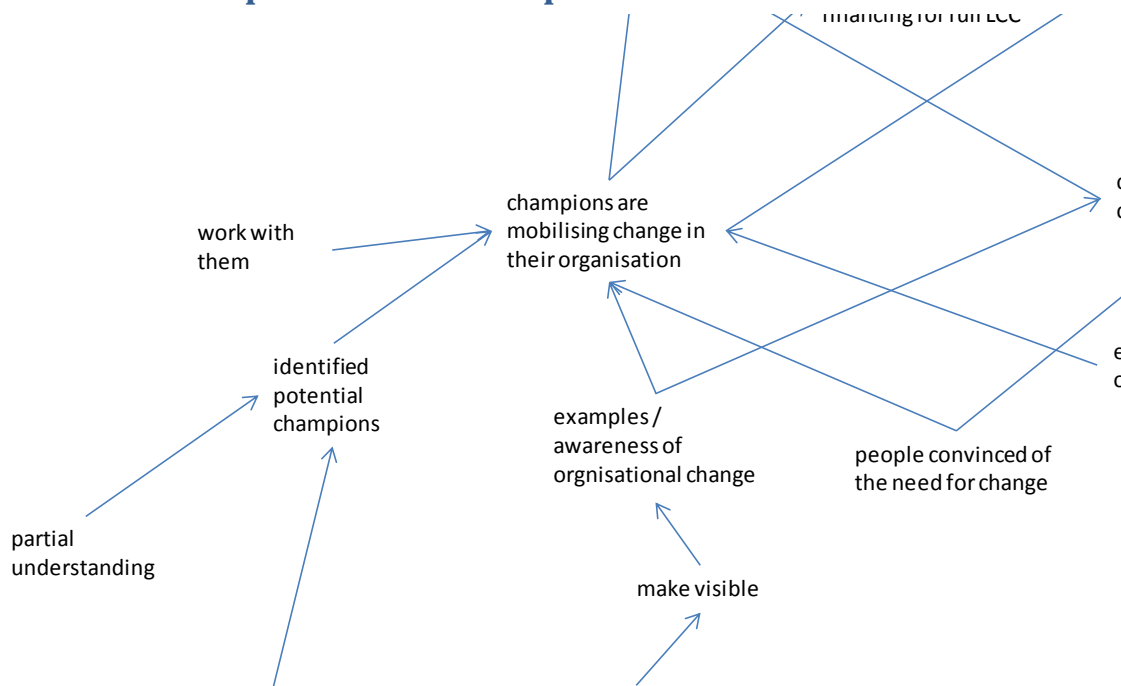 financing for full LCC
champions are
mobilising change in
their organisation
work with
them
identified
potential
champions
examples /
awareness of
orgnisational change
people convinced of
the need for change
partial
understanding
make visible